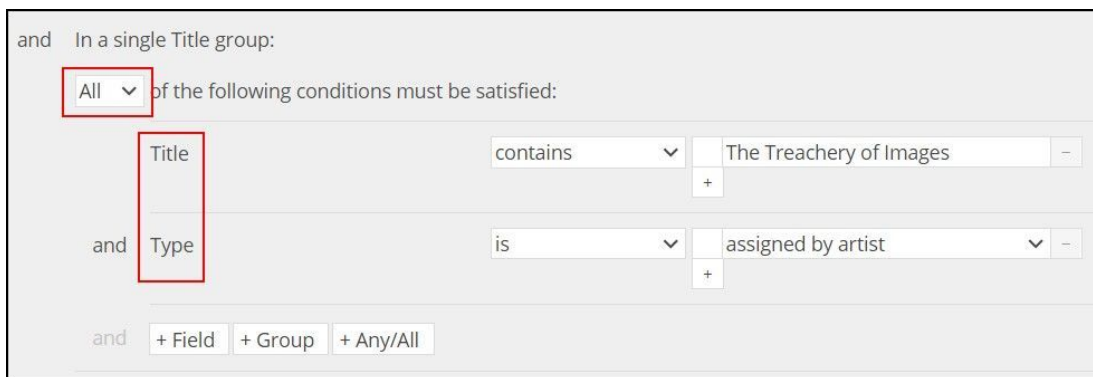 and In a single Title group:
All of the following conditions must be satisfied:
Title contains The Treachery of Images −
+
and Type is assigned by artist −
+
and + Field + Group + Any/All